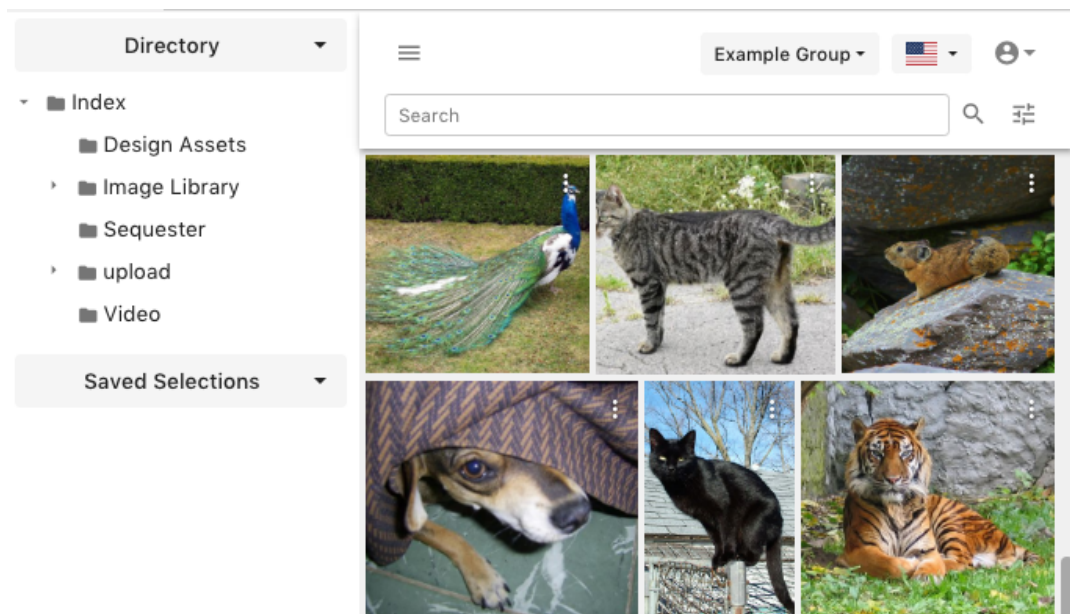 Directory
Index
Design Assets
Image Library
Sequester
upload
Video
Saved Selections
Example Group
Search